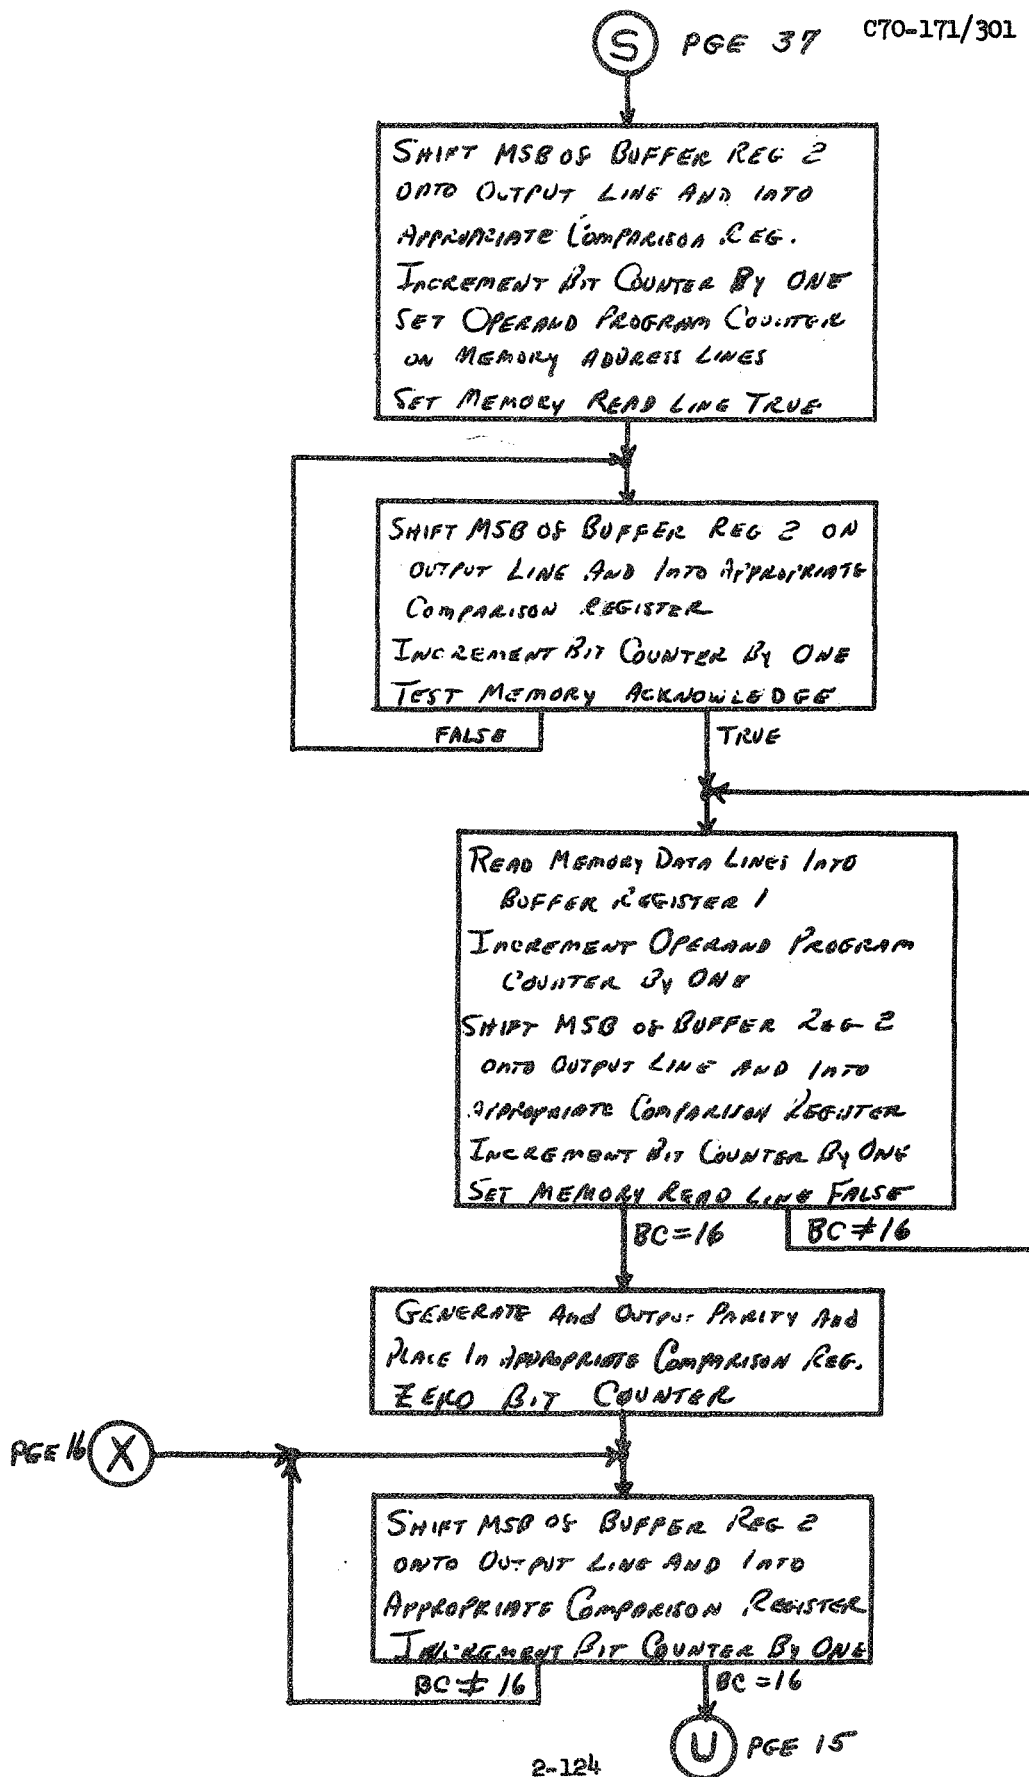 S PGE 37 C70-171/301
SHIFT MSB OF BUFFER REG 2
ONTO OUTPUT LINE AND INTO
APPROPRIATE COMPARISON REG.
INCREMENT BIT COUNTER BY ONE
SET OPERAND PROGRAM COUNTER
ON MEMORY ADDRESS LINES
SET MEMORY READ LINE TRUE
SHIFT MSB OF BUFFER REG 2 ON
OUTPUT LINE AND INTO APPROPRIATE
COMPARISON REGISTER
INCREMENT BIT COUNTER BY ONE
TEST MEMORY ACKNOWLEDGE
FALSE TRUE
READ MEMORY DATA LINES INTO
BUFFER REGISTER 1
INCREMENT OPERAND PROGRAM
COUNTER BY ONE
SHIFT MSB OF BUFFER REG 2
ONTO OUTPUT LINE AND INTO
APPROPRIATE COMPARISON REGISTER
INCREMENT BIT COUNTER BY ONE
SET MEMORY READ LINE FALSE
BC=16 BC≠16
GENERATE AND OUTPUT PARITY AND
PLACE IN APPROPRIATE COMPARISON REG.
ZERO BIT COUNTER
PGE 16 X
SHIFT MSB OF BUFFER REG 2
ONTO OUTPUT LINE AND INTO
APPROPRIATE COMPARISON REGISTER
INCREMENT BIT COUNTER BY ONE
BC≠16 BC=16
U PGE 15
2-124